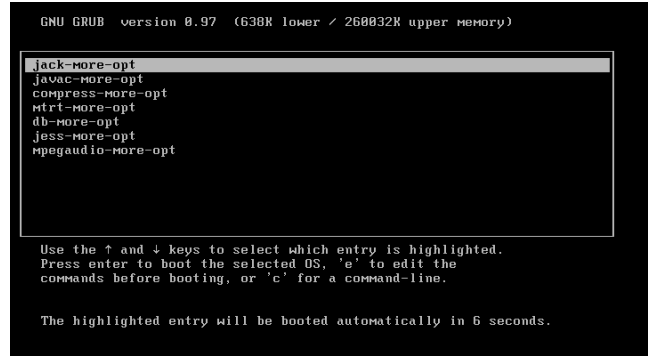 GNU GRUB  version 0.97  (638K lower / 260032K upper memory)
jack-more-opt
javac-more-opt
compress-more-opt
mtrt-more-opt
db-more-opt
jess-more-opt
mpegaudio-more-opt
Use the ↑ and ↓ keys to select which entry is highlighted.
Press enter to boot the selected OS, 'e' to edit the
commands before booting, or 'c' for a command-line.
The highlighted entry will be booted automatically in 6 seconds.